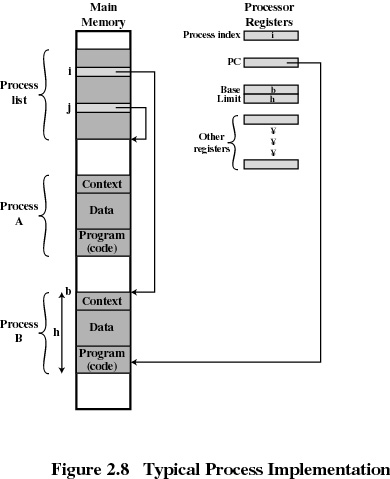 Main
Memory
Processor
Registers
Process index
i
PC
Base
b
Limit
h
Other
registers
¥
¥
¥
Process
list
i
j
Process
A
Context
Data
Program
(code)
b
Process
B
h
Context
Data
Program
(code)
Figure 2.8 Typical Process Implementation